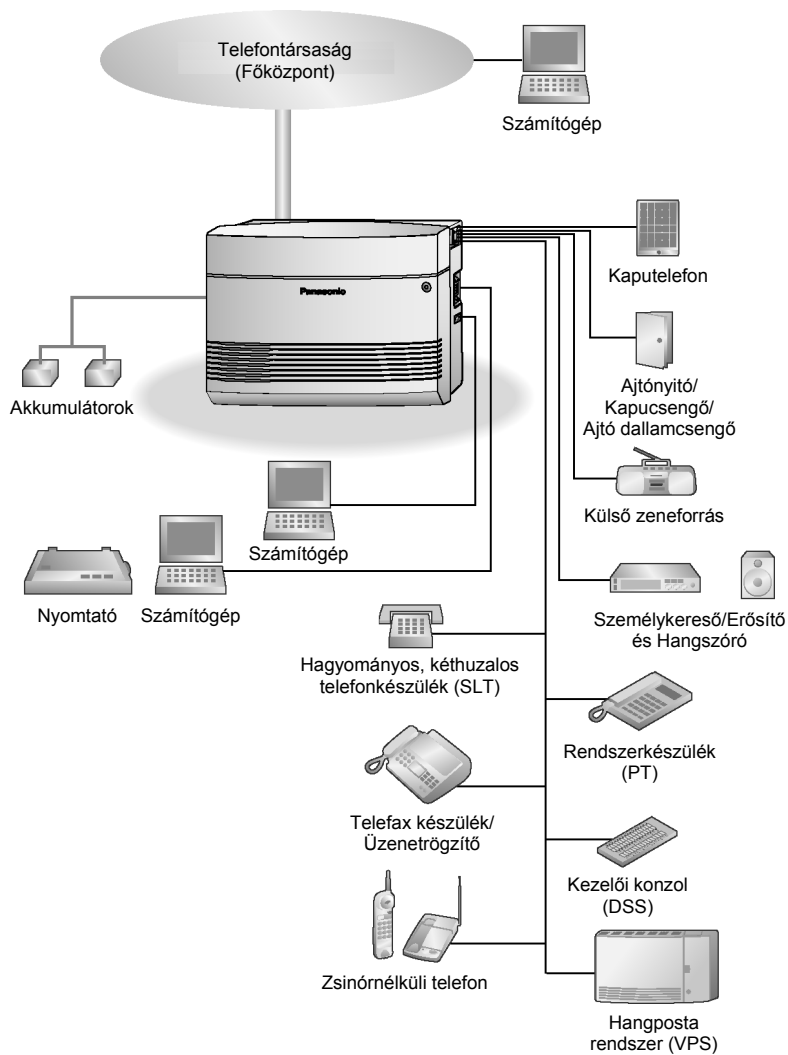 Telefontársaság
(Főközpont)
Számítógép
Kaputelefon
Panasonic
Akkumulátorok
Ajtónyitó/
Kapucsengő/
Ajtó dallamcsengő
Külső zeneforrás
Számítógép
Nyomtató
Számítógép
Személykereső/Erősítő
és Hangszóró
Hagyományos, kéthuzalos
telefonkészülék (SLT)
Rendszerkészülék
(PT)
Telefax készülék/
Üzenetrögzítő
Kezelői konzol
(DSS)
Zsinórnélküli telefon
Hangposta
rendszer (VPS)